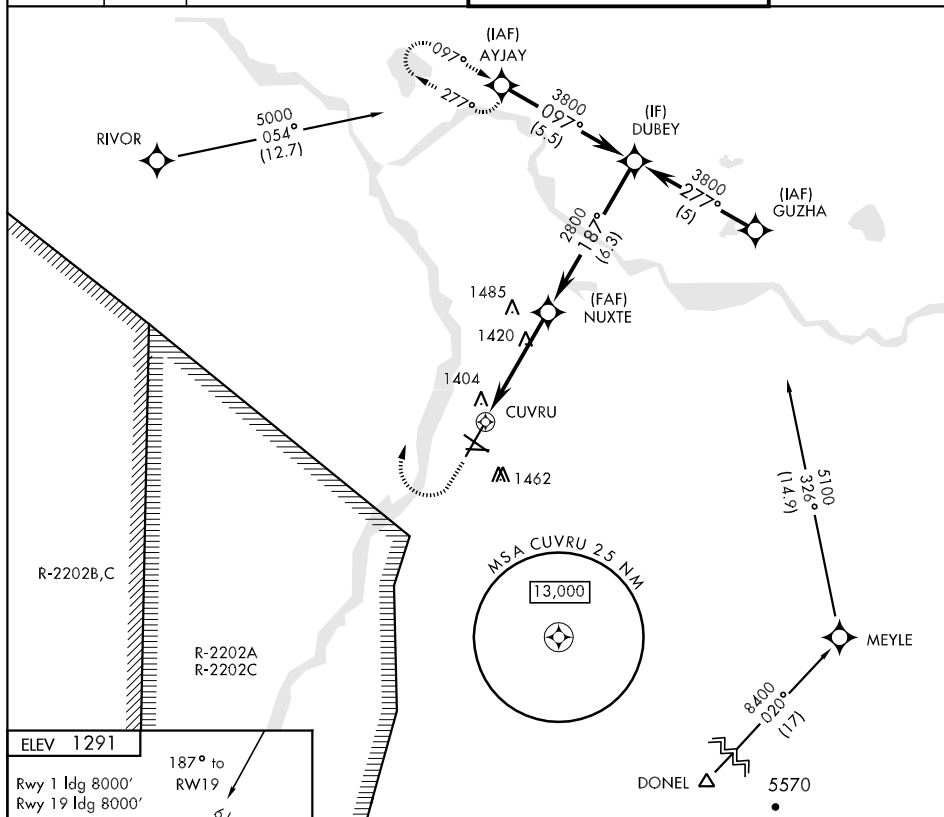 (IAF)
AYJAY
097°
277°
3800
097°
(5.5)
(IF)
DUBEY
5000
054°
(12.7)
RIVOR
3800
277°
(5)
(IAF)
GUZHA
2800
187°
(6.3)
1485
(FAF)
NUXTE
1420
1404
CUVRU
1462
5100
326°
(14.9)
MSA CUVRU 25 NM
13,000
R-2202B,C
R-2202A
R-2202C
MEYLE
8400
020°
(17)
DONEL
5570
ELEV 1291
187° to
RW19
Rwy 1 ldg 8000'
Rwy 19 ldg 8000'